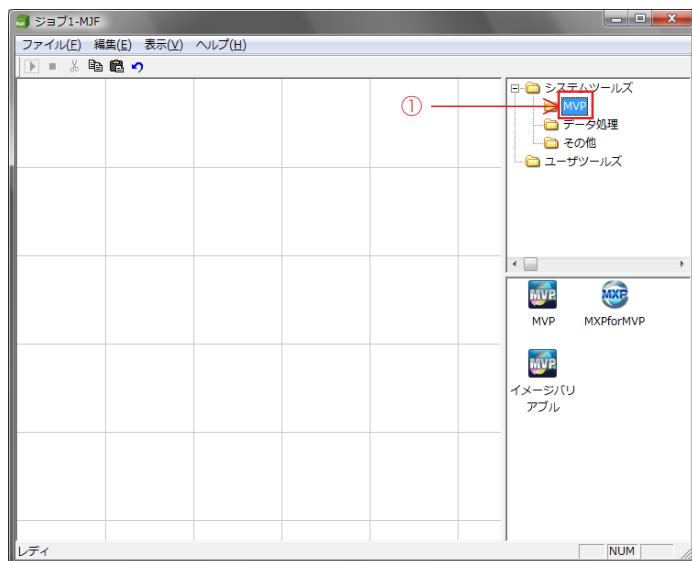 ジョブ1-MJF
ファイル(F) 編集(E) 表示(V) ヘルプ(H)
①
システムツールズ
MVP
データ処理
その他
ユーザツールズ
MVP
MXP
MVP MXPforMVP
MVP
イメージバリ
アブル
レディ NUM